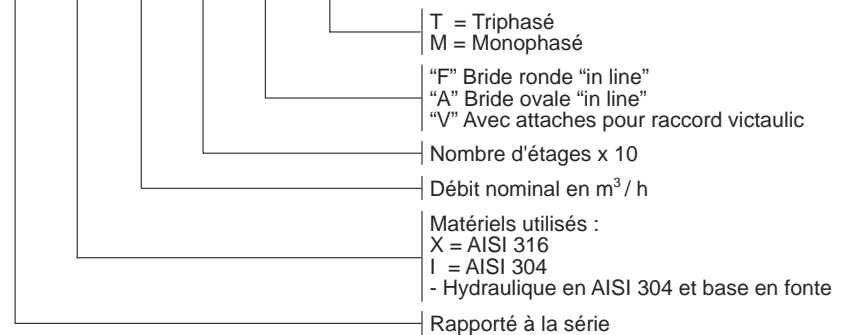 T = Triphasé
M = Monophasé
“F” Bride ronde “in line”
“A” Bride ovale “in line”
“V” Avec attaches pour raccord victaulic
Nombre d'étages x 10
Débit nominal en m³ / h
Matériels utilisés :
X = AISI 316
I = AISI 304
- Hydraulique en AISI 304 et base en fonte
Rapporté à la série